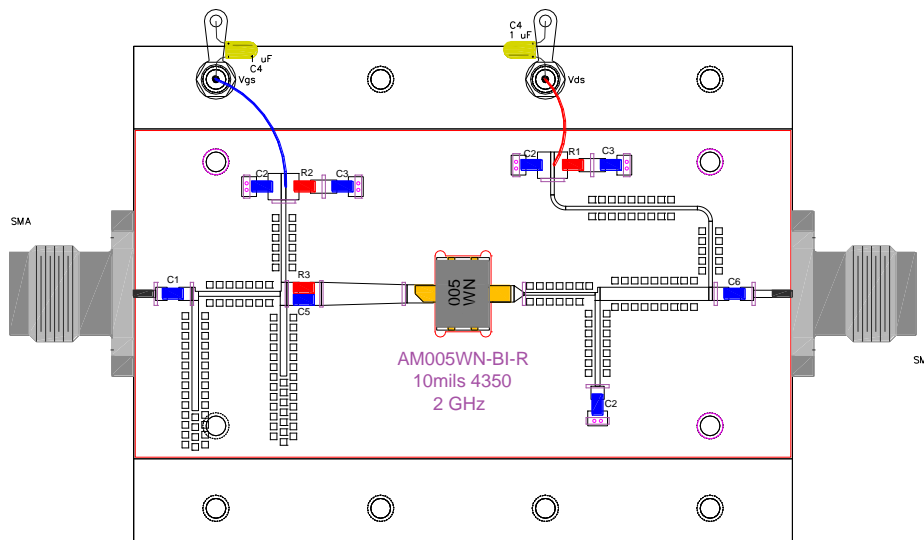 C4
1 uF
1 uF
C4
Vgs
Vds
C2
R2
C3
C2
R1
C3
SMA
C1
R3
C5
005
WN
C6
SM
AM005WN-BI-R
10mils 4350
2 GHz
C2